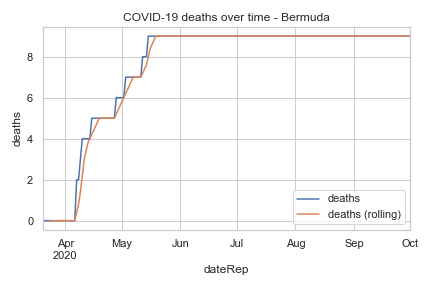 COVID-19 deaths over time - Bermuda
deaths
8
6
4
2
0
deaths
deaths (rolling)
Apr May Jun Jul Aug Sep Oct
2020
dateRep